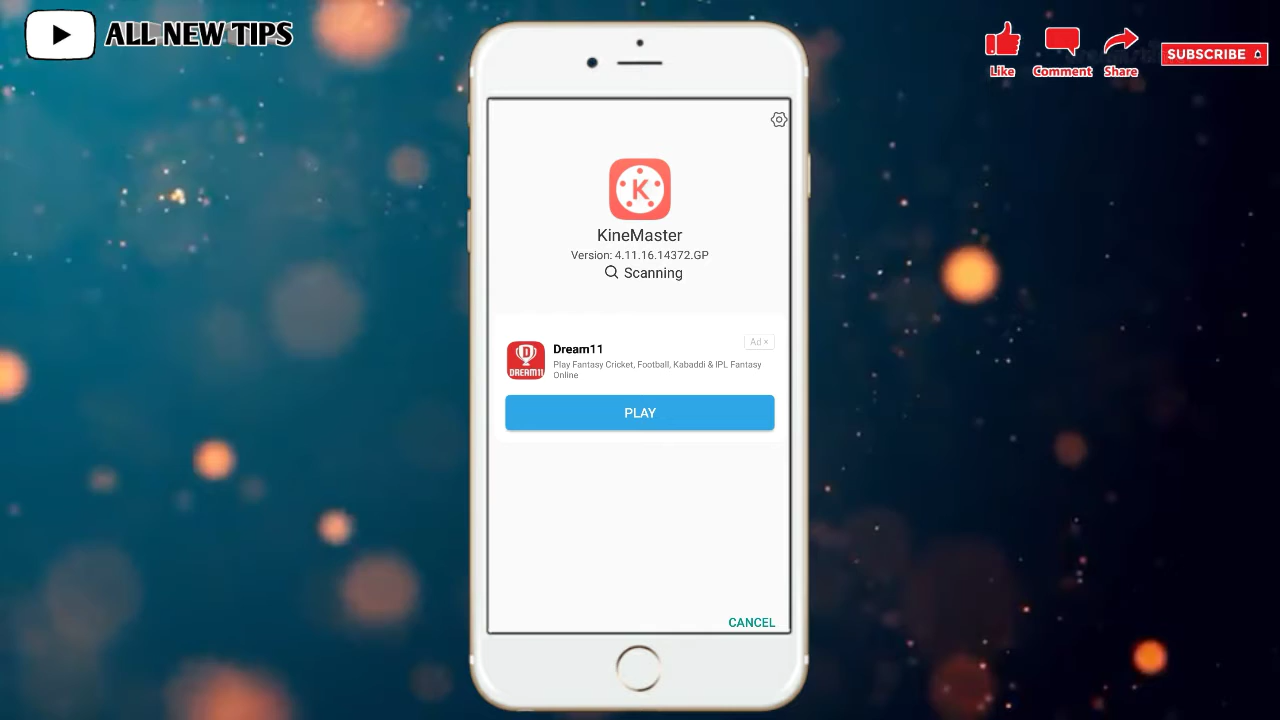 ALL NEW TIPS
Like
Comment
Share
SUBSCRIBE
K
KineMaster
Version: 4.11.16.14372.GP
Scanning
Ad ×
D
DREAM11
Dream11
Play Fantasy Cricket, Football, Kabaddi & IPL Fantasy
Online
PLAY
CANCEL